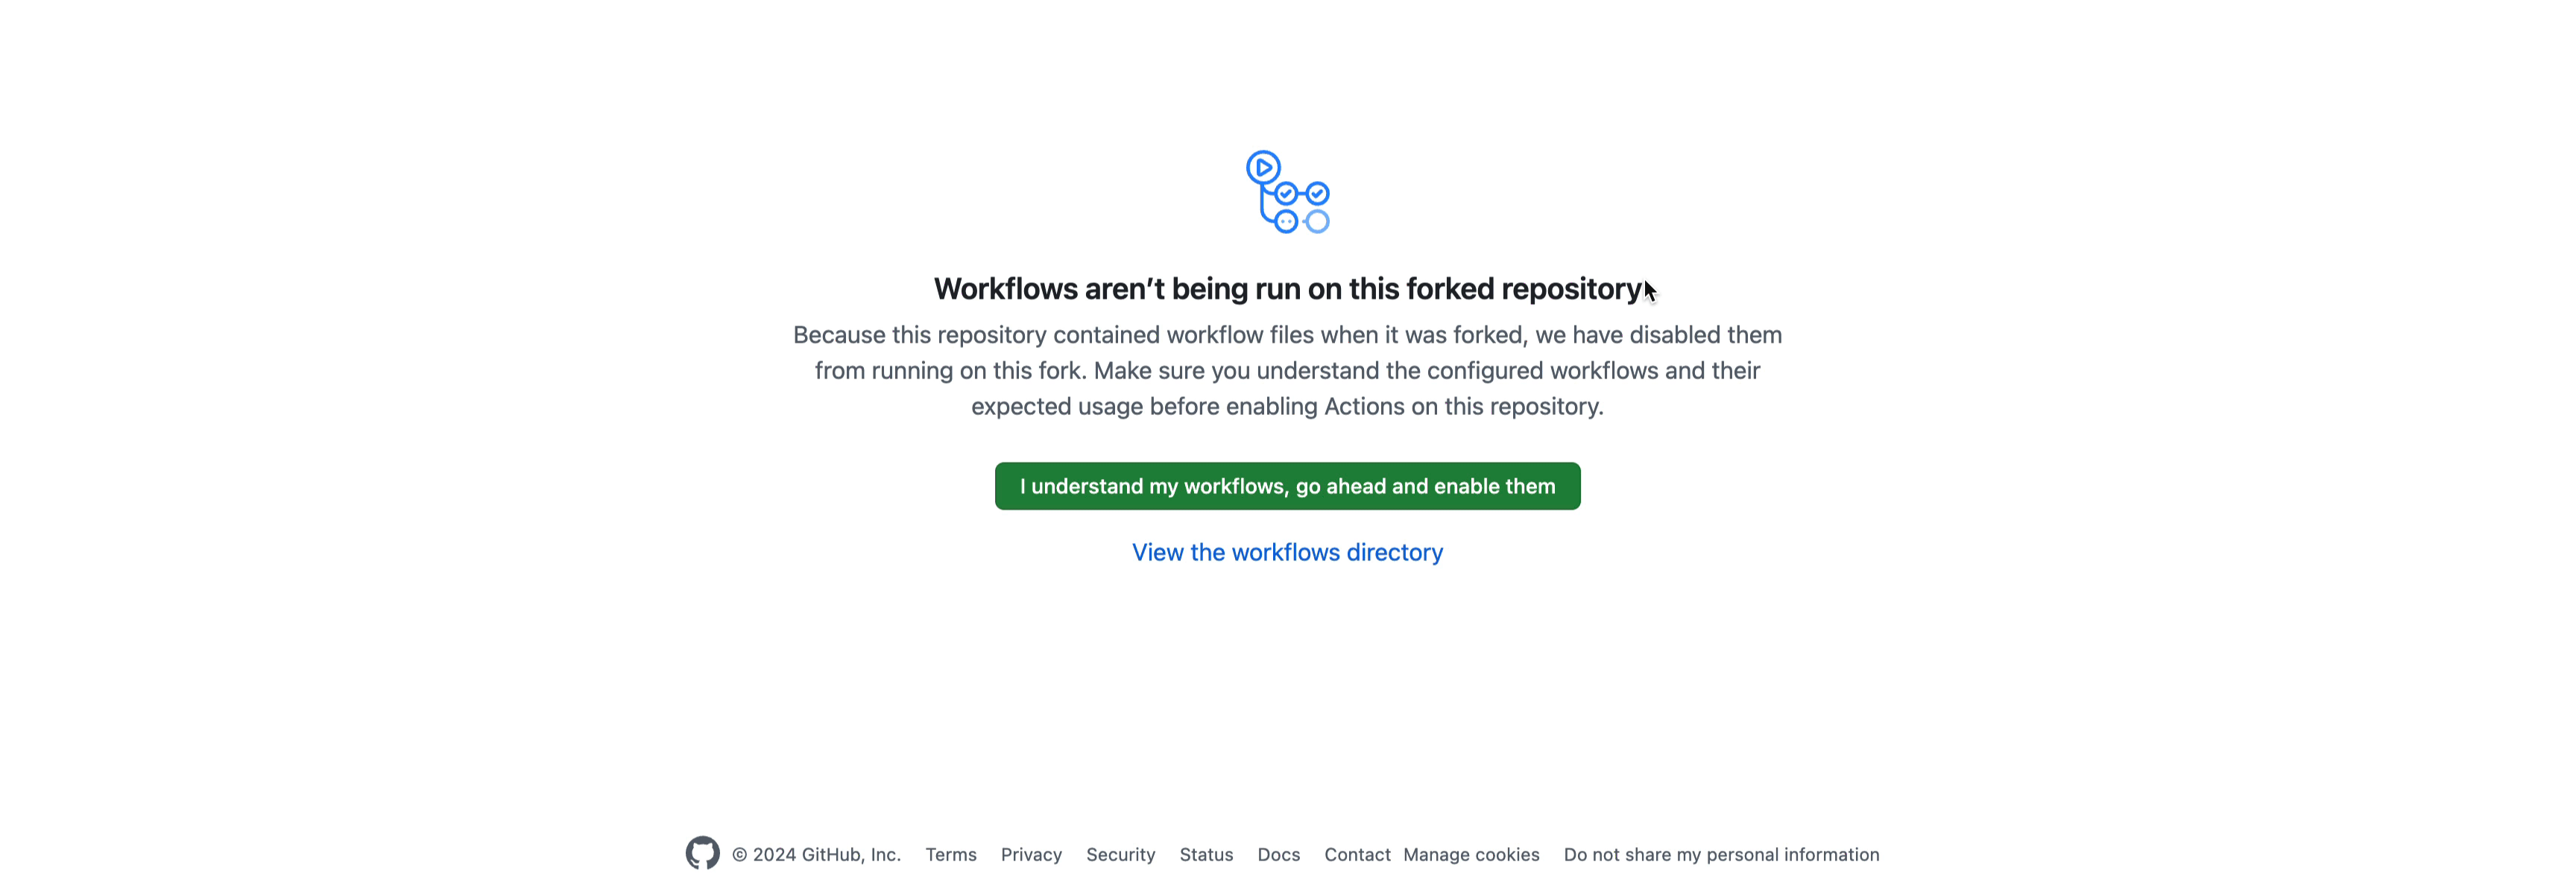 Workflows aren’t being run on this forked repository
Because this repository contained workflow files when it was forked, we have disabled them
from running on this fork. Make sure you understand the configured workflows and their
expected usage before enabling Actions on this repository.
I understand my workflows, go ahead and enable them
View the workflows directory
© 2024 GitHub, Inc. Terms Privacy Security Status Docs Contact Manage cookies Do not share my personal information